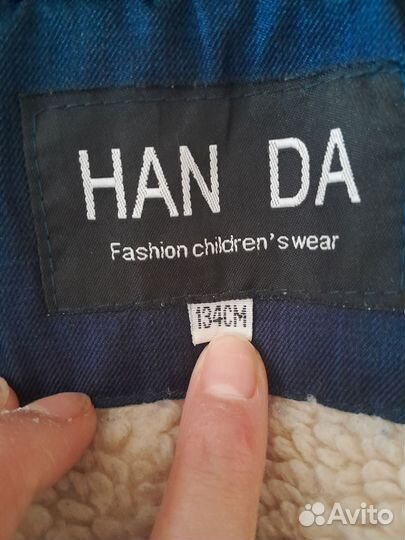 HAN DA
Fashion children's wear
134CM
Avito